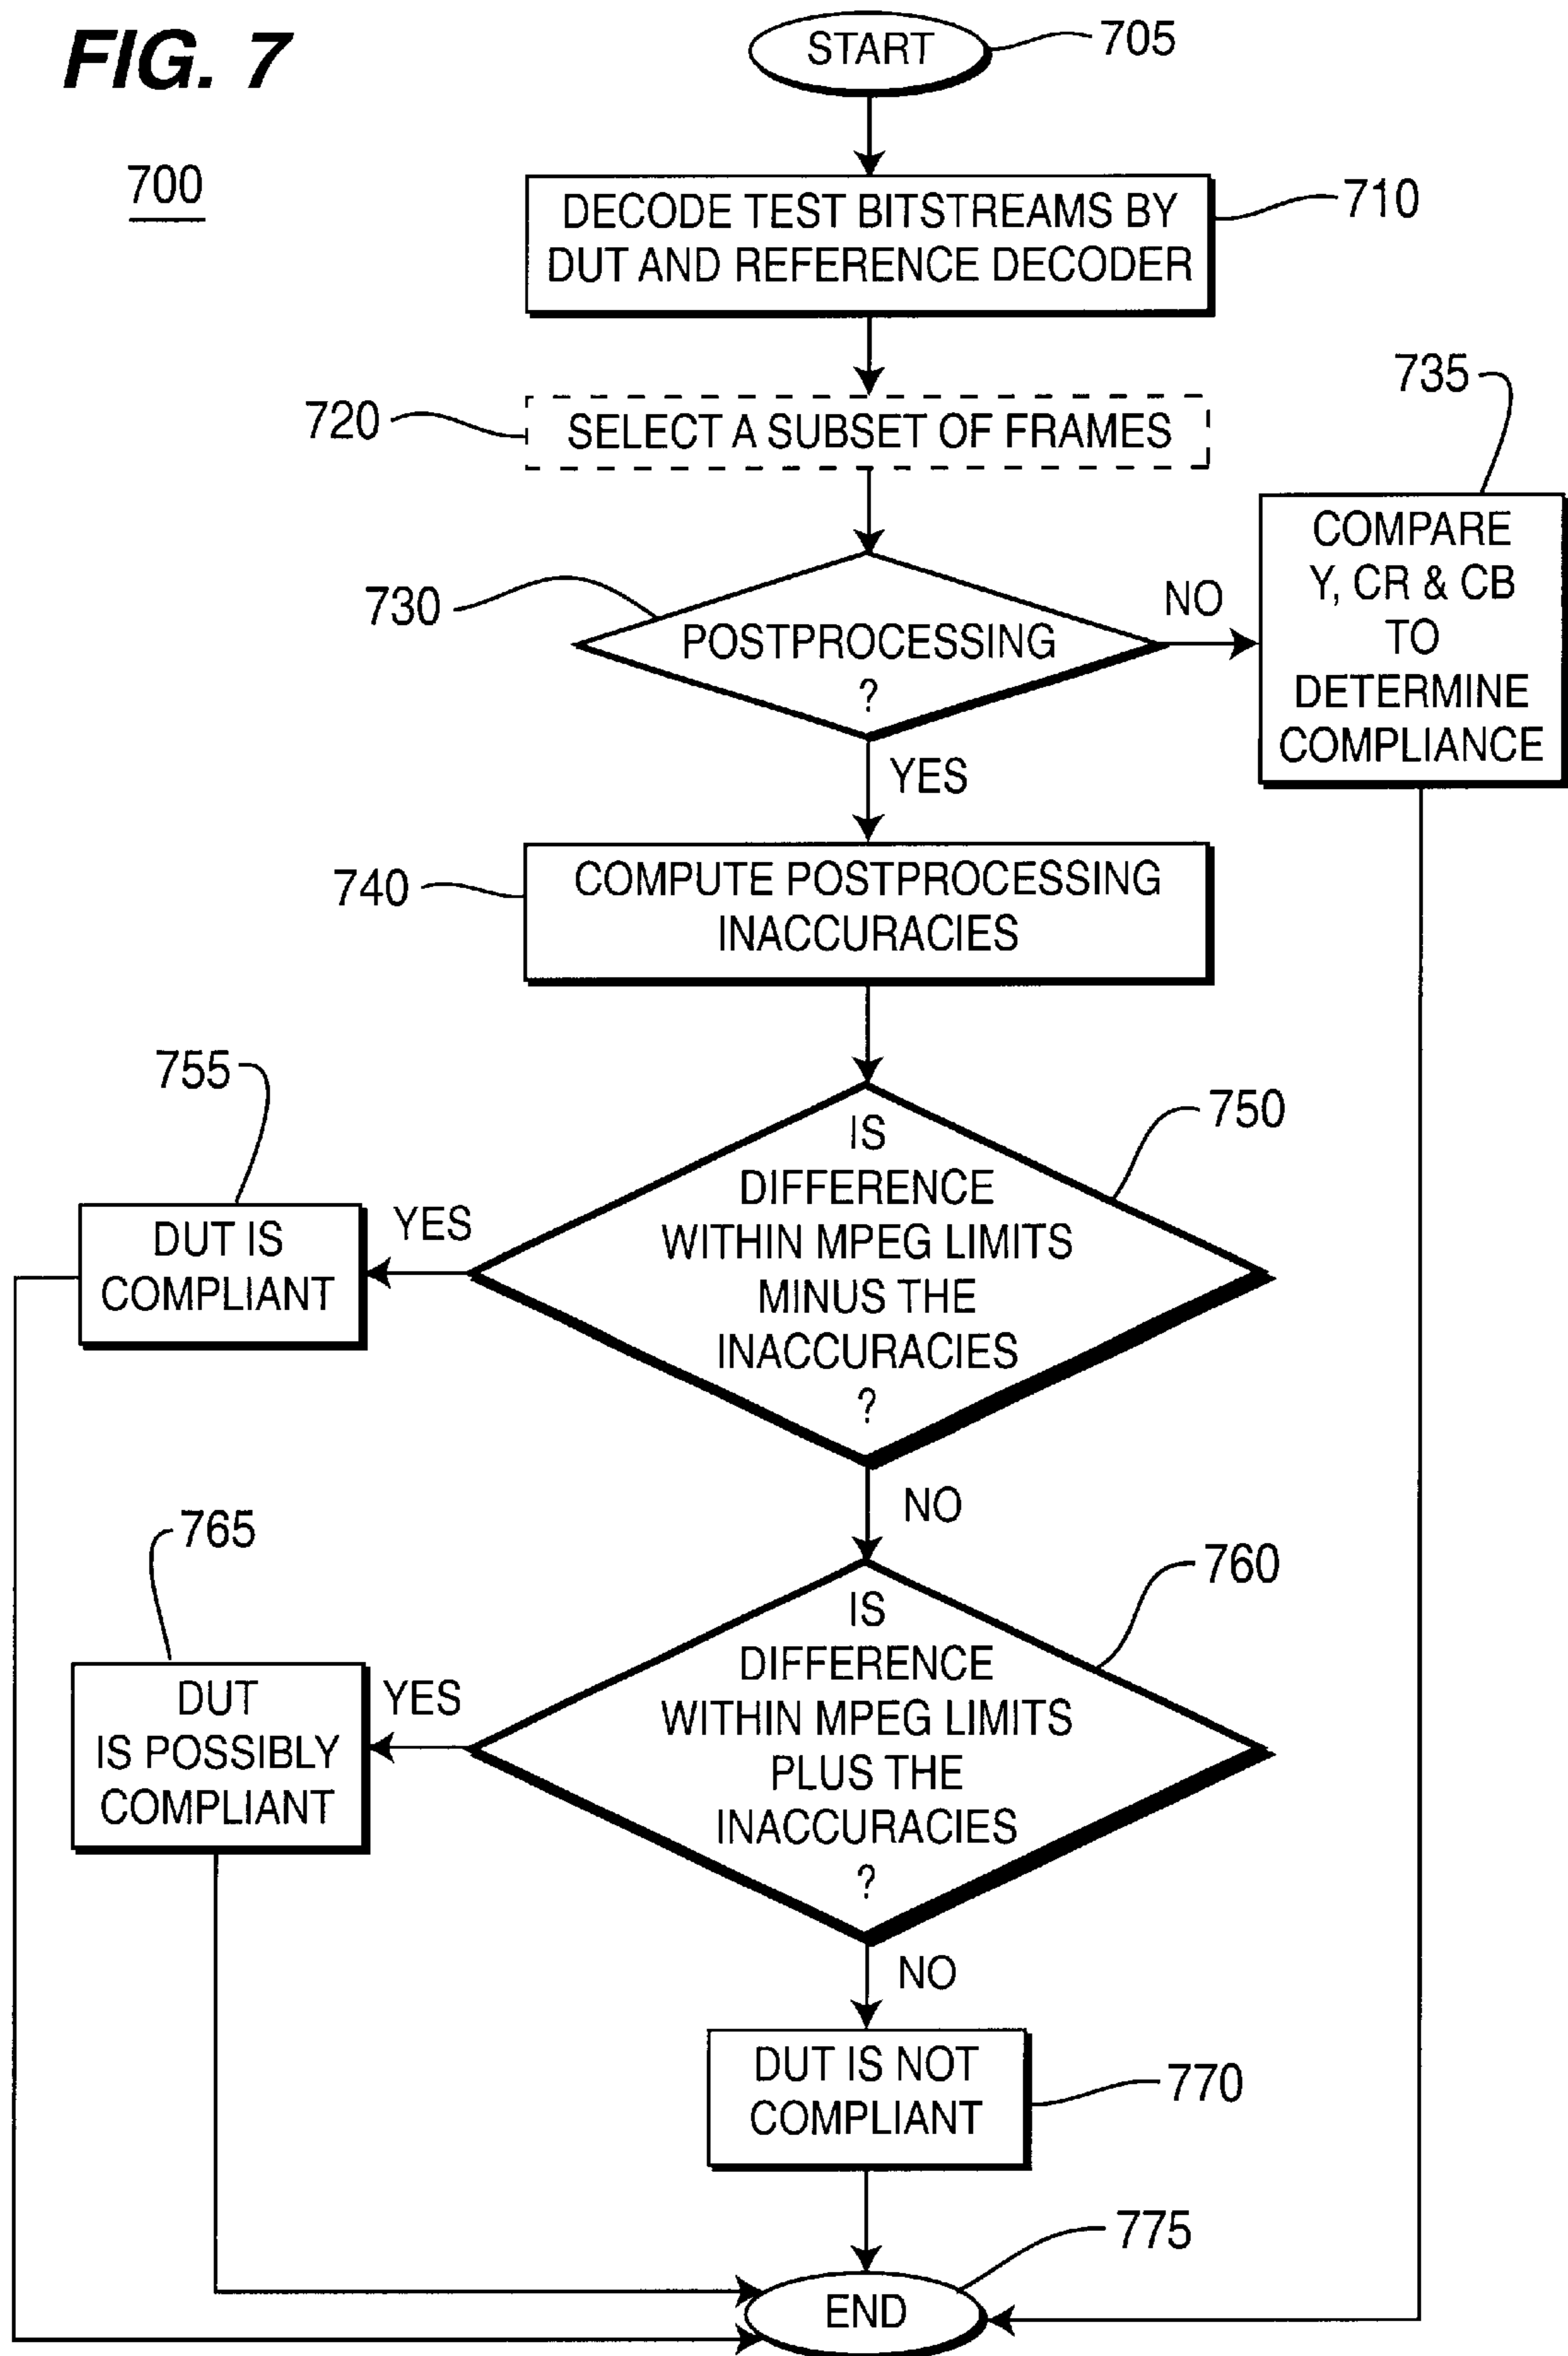 FIG. 7
700
START
705
DECODE TEST BITSTREAMS BY
DUT AND REFERENCE DECODER
710
720
SELECT A SUBSET OF FRAMES
735
COMPARE
Y, CR & CB
TO
DETERMINE
COMPLIANCE
730
POSTPROCESSING
?
NO
YES
740
COMPUTE POSTPROCESSING
INACCURACIES
755
DUT IS
COMPLIANT
YES
750
IS
DIFFERENCE
WITHIN MPEG LIMITS
MINUS THE
INACCURACIES
?
NO
765
DUT
IS POSSIBLY
COMPLIANT
YES
760
IS
DIFFERENCE
WITHIN MPEG LIMITS
PLUS THE
INACCURACIES
?
NO
DUT IS NOT
COMPLIANT
770
775
END